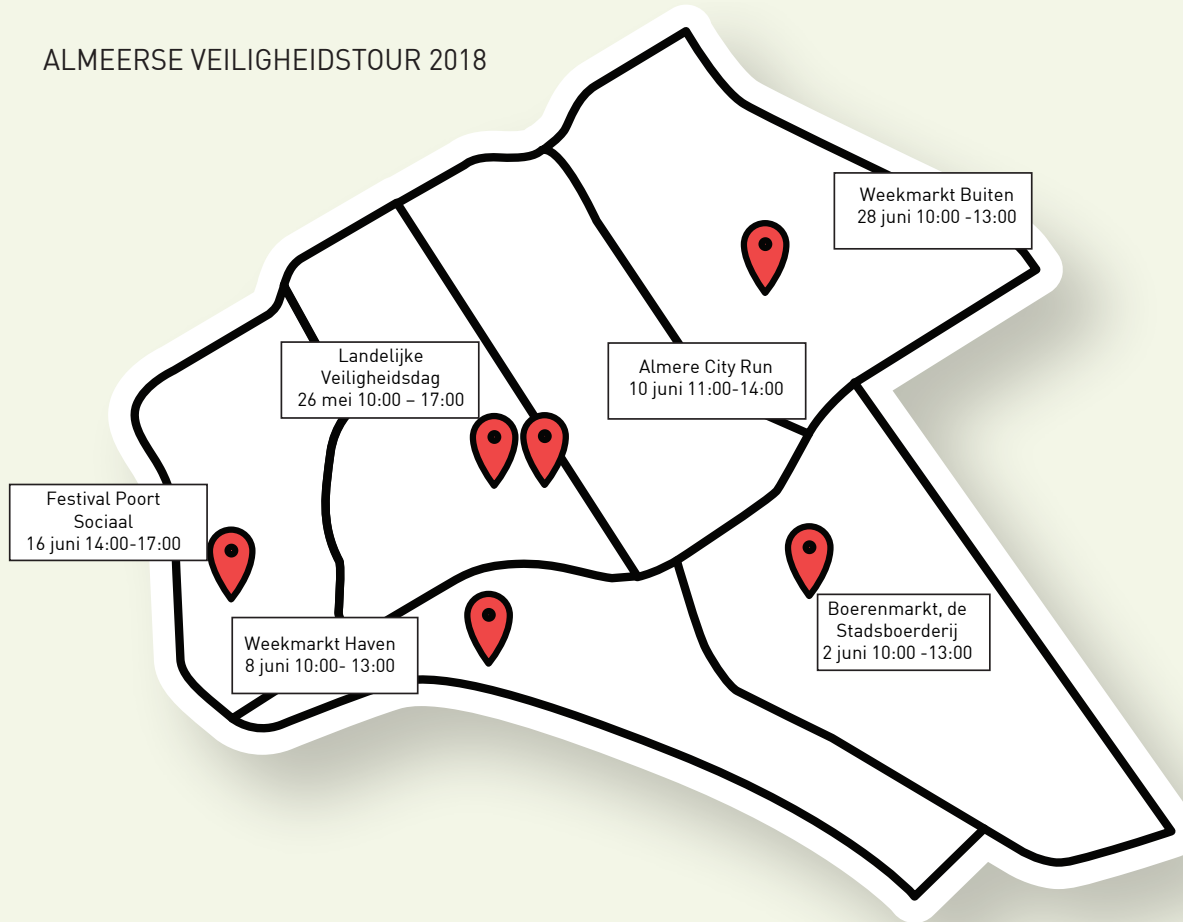 ALMEERSE VEILIGHEIDSTOUR 2018
Weekmarkt Buiten
28 juni 10:00 -13:00
Landelijke
Veiligheidsdag
26 mei 10:00 – 17:00
Almere City Run
10 juni 11:00-14:00
Festival Poort
Sociaal
16 juni 14:00-17:00
Weekmarkt Haven
8 juni 10:00- 13:00
Boerenmarkt, de
Stadsboerderij
2 juni 10:00 -13:00